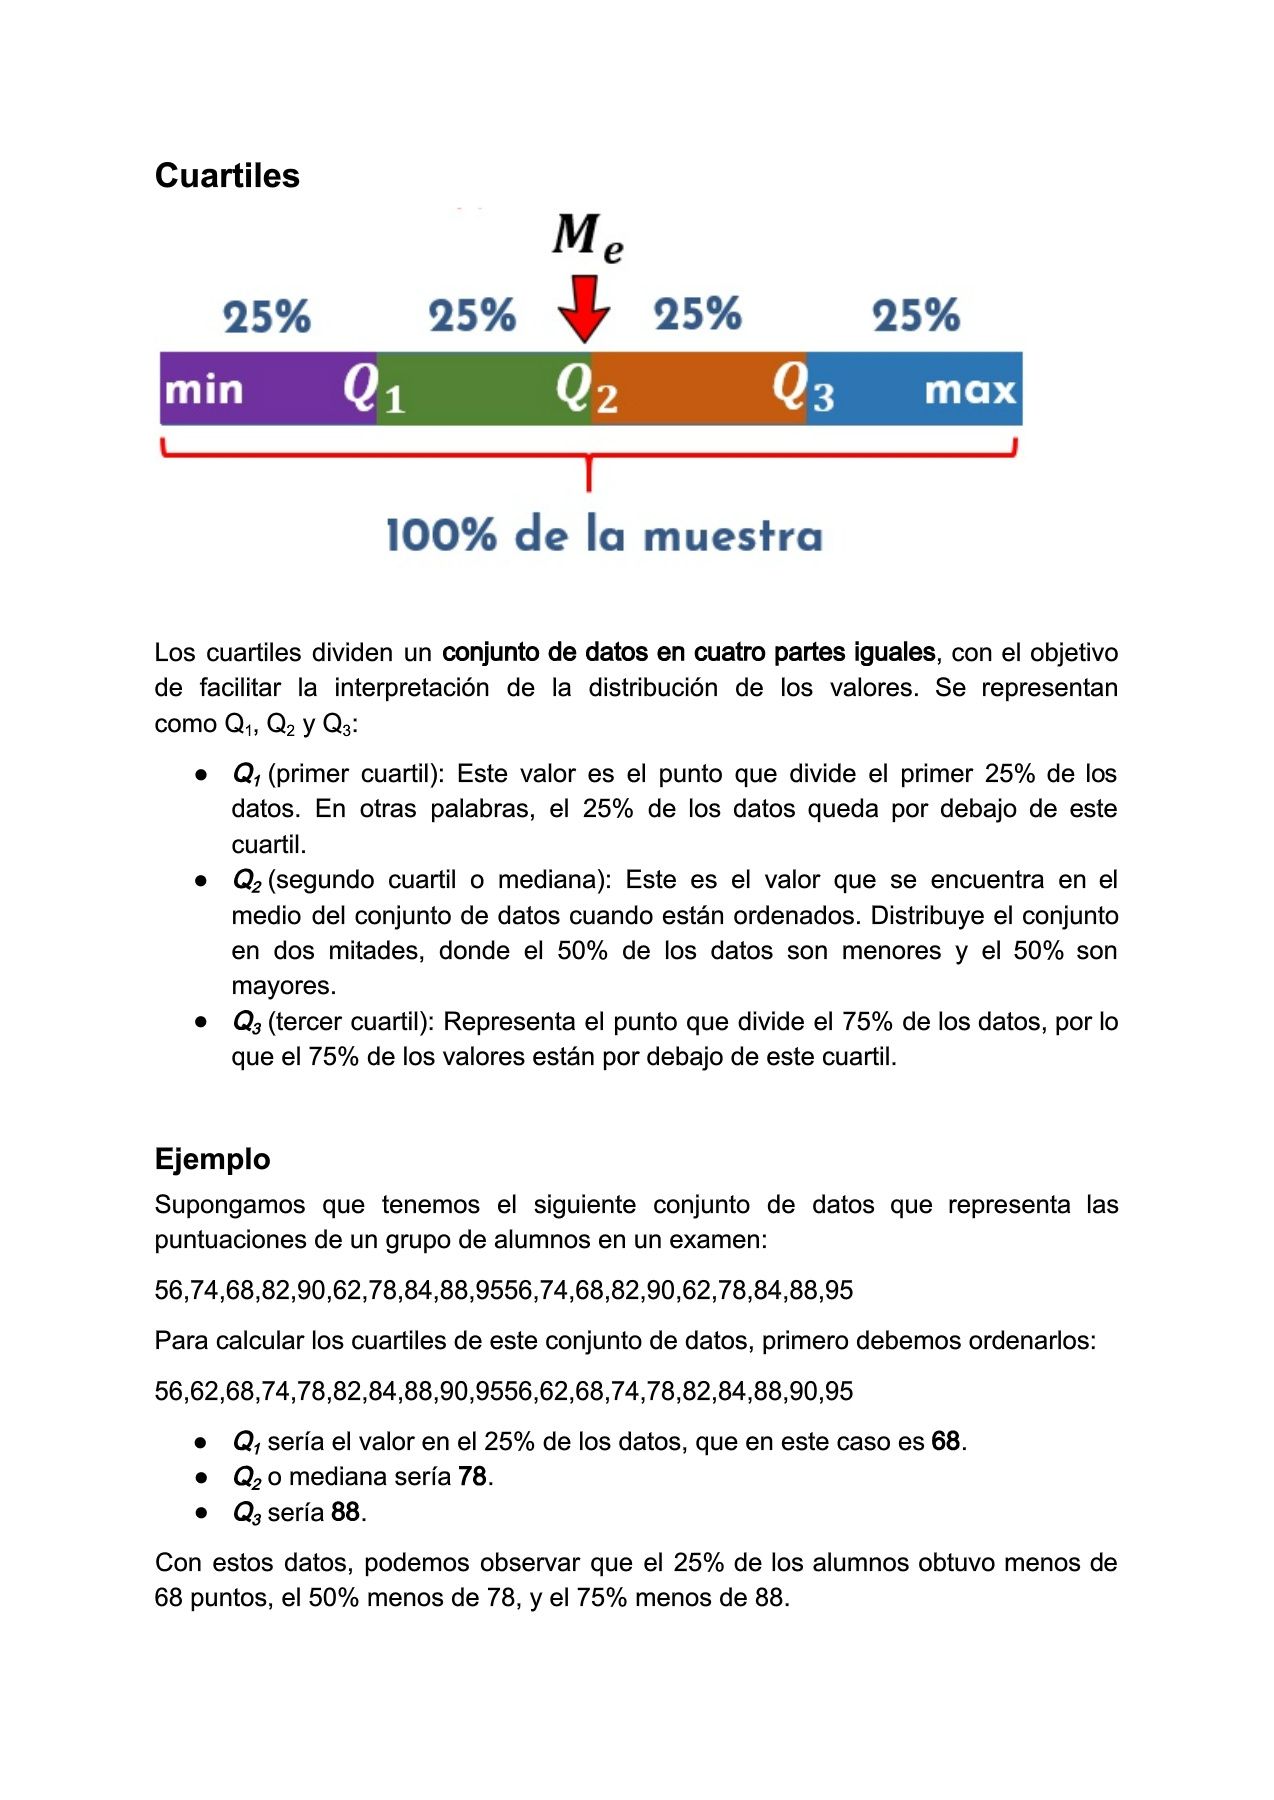 Cuartiles
Me
25% 25% 25% 25%
min Q1 Q2 Q3 max
100% de la muestra
Los cuartiles dividen un conjunto de datos en cuatro partes iguales, con el objetivo
de facilitar la interpretación de la distribución de los valores. Se representan
como Q₁, Q₂ y Q₃:
● Q₁ (primer cuartil): Este valor es el punto que divide el primer 25% de los
datos. En otras palabras, el 25% de los datos queda por debajo de este
cuartil.
● Q₂ (segundo cuartil o mediana): Este es el valor que se encuentra en el
medio del conjunto de datos cuando están ordenados. Distribuye el conjunto
en dos mitades, donde el 50% de los datos son menores y el 50% son
mayores.
● Q₃ (tercer cuartil): Representa el punto que divide el 75% de los datos, por lo
que el 75% de los valores están por debajo de este cuartil.
Ejemplo
Supongamos que tenemos el siguiente conjunto de datos que representa las
puntuaciones de un grupo de alumnos en un examen:
56,74,68,82,90,62,78,84,88,9556,74,68,82,90,62,78,84,88,95
Para calcular los cuartiles de este conjunto de datos, primero debemos ordenarlos:
56,62,68,74,78,82,84,88,90,9556,62,68,74,78,82,84,88,90,95
● Q₁ sería el valor en el 25% de los datos, que en este caso es 68.
● Q₂ o mediana sería 78.
● Q₃ sería 88.
Con estos datos, podemos observar que el 25% de los alumnos obtuvo menos de
68 puntos, el 50% menos de 78, y el 75% menos de 88.